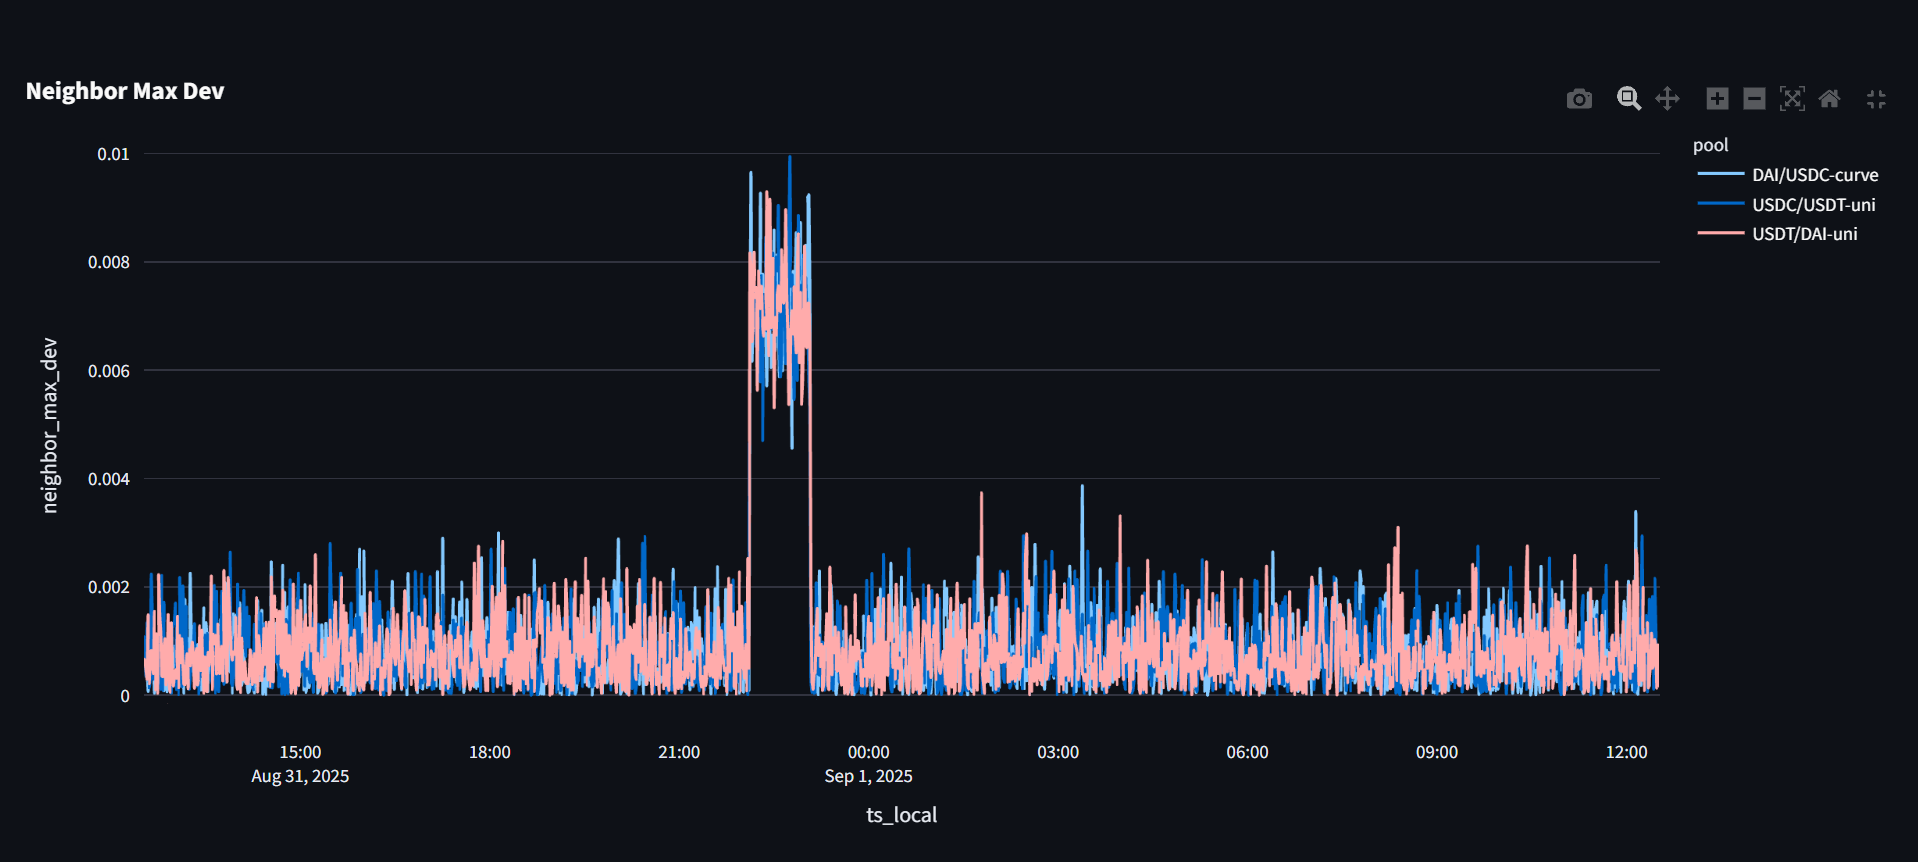 Neighbor Max Dev
pool
DAI/USDC-curve
USDC/USDT-uni
USDT/DAI-uni
neighbor_max_dev
0.01
0.008
0.006
0.004
0.002
0
15:00
Aug 31, 2025
18:00
21:00
00:00
Sep 1, 2025
03:00
06:00
09:00
12:00
ts_local